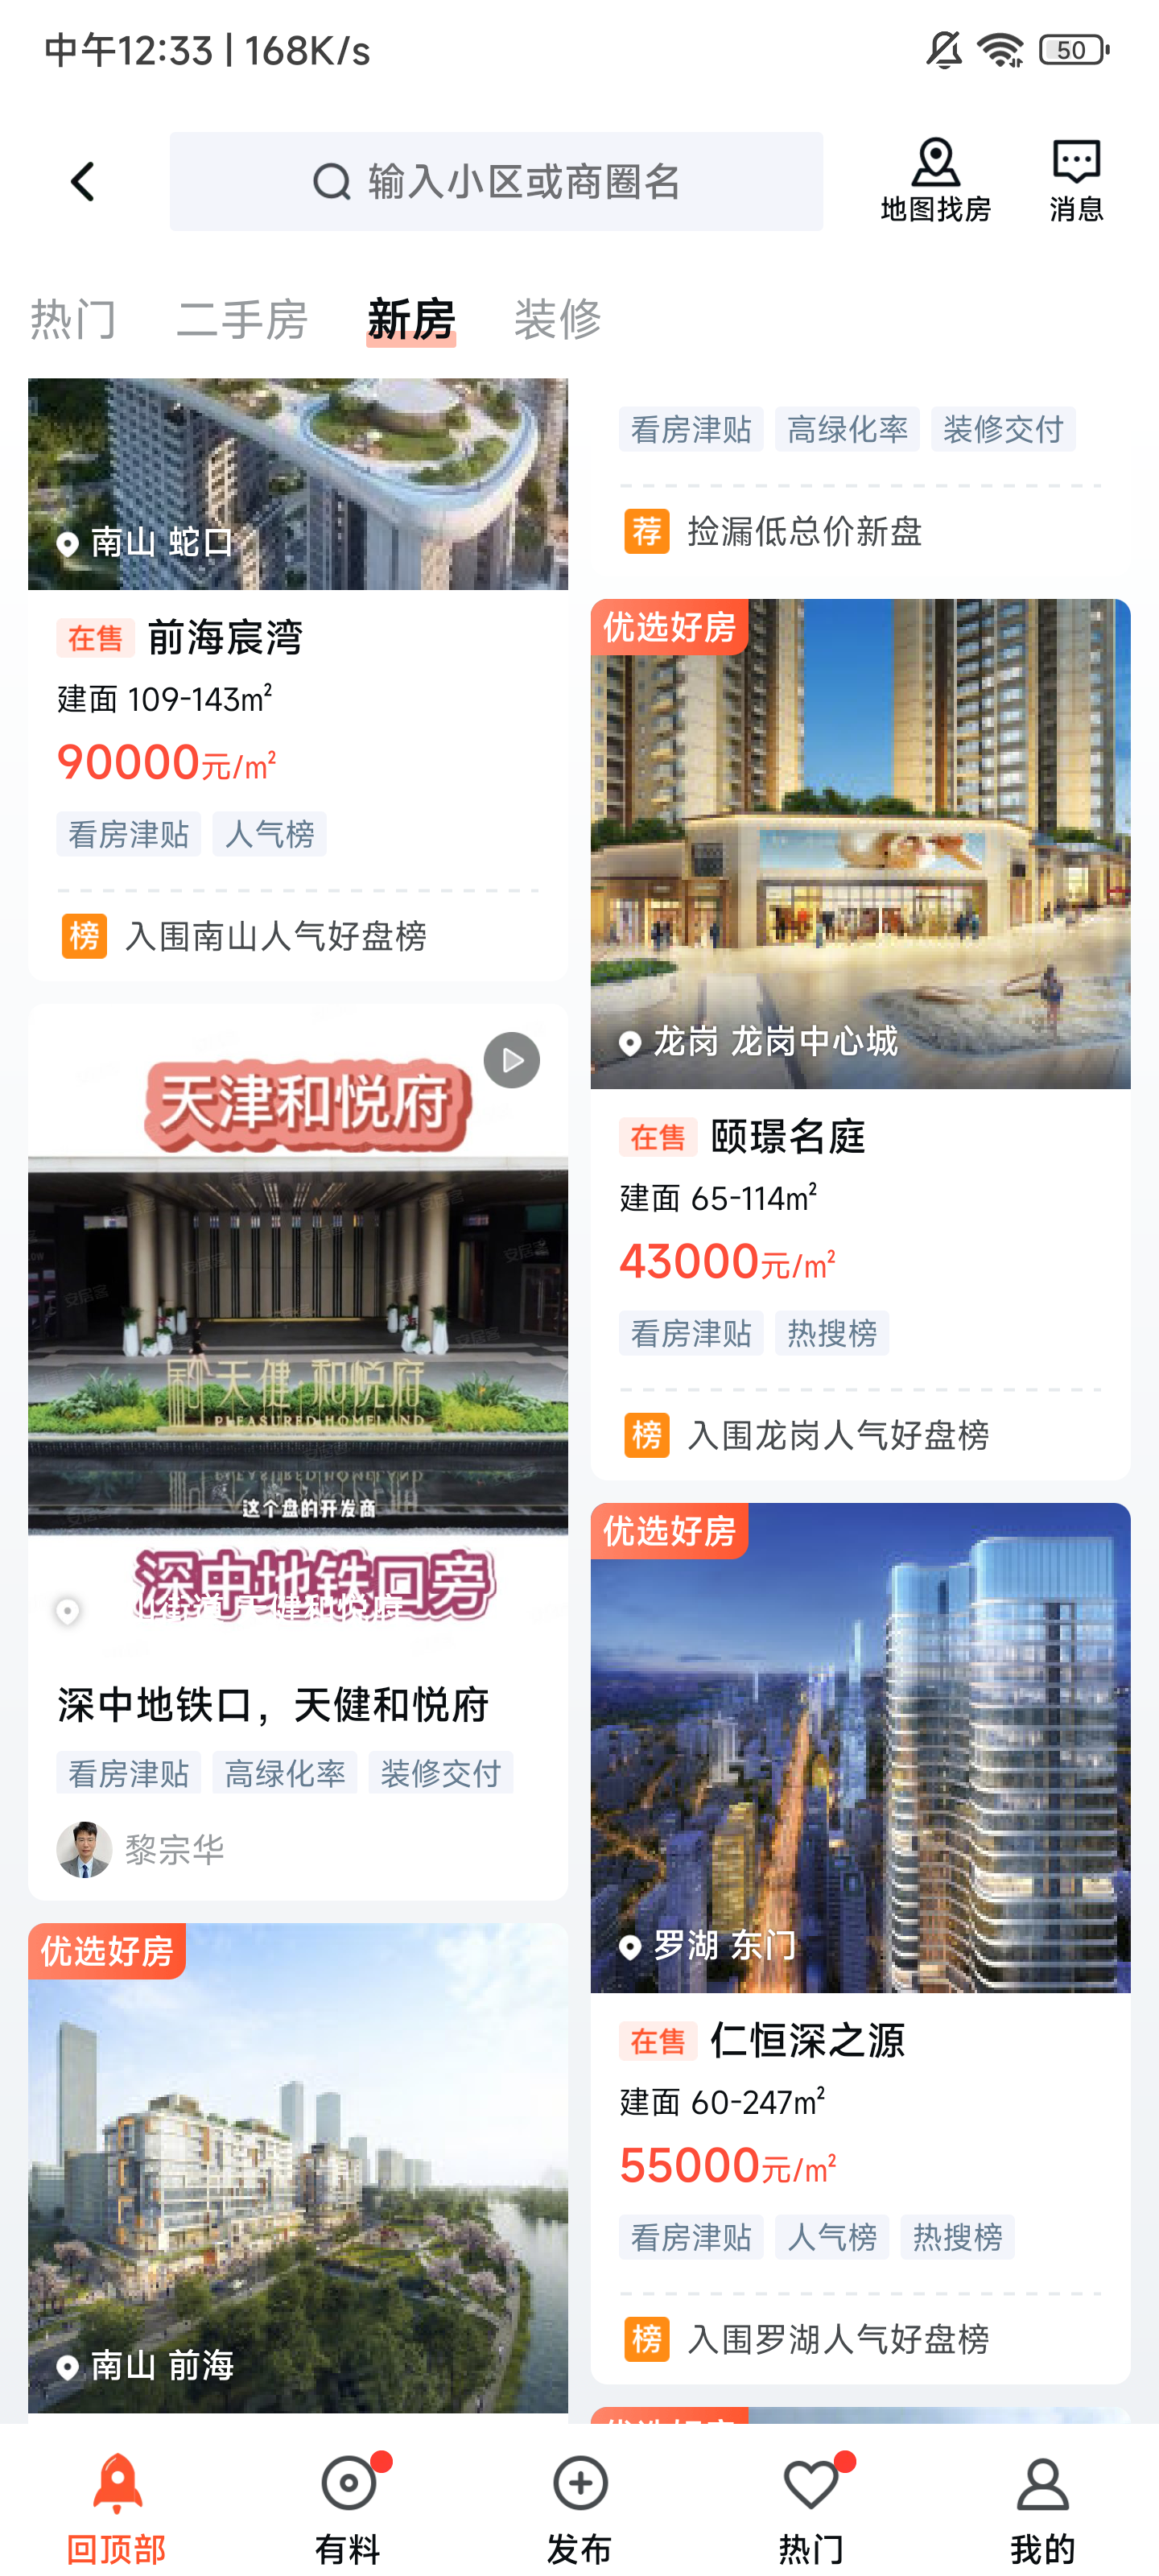 中午12:33 | 168K/s
50
输入小区或商圈名
地图找房
消息
热门
二手房
新房
装修
南山 蛇口
在售 前海宸湾
建面 109-143m²
90000元/m²
看房津贴
人气榜
榜 入围南山人气好盘榜
天津和悦府
天健·和悦府
PLEASURED HOMELAND
这个盘的开发商
深中地铁口旁
深中地铁口，天健和悦府
看房津贴
高绿化率
装修交付
黎宗华
优选好房
南山 前海
看房津贴
高绿化率
装修交付
荐 捡漏低总价新盘
优选好房
龙岗 龙岗中心城
在售 颐璟名庭
建面 65-114m²
43000元/m²
看房津贴
热搜榜
榜 入围龙岗人气好盘榜
优选好房
罗湖 东门
在售 仁恒深之源
建面 60-247m²
55000元/m²
看房津贴
人气榜
热搜榜
榜 入围罗湖人气好盘榜
回顶部
有料
发布
热门
我的